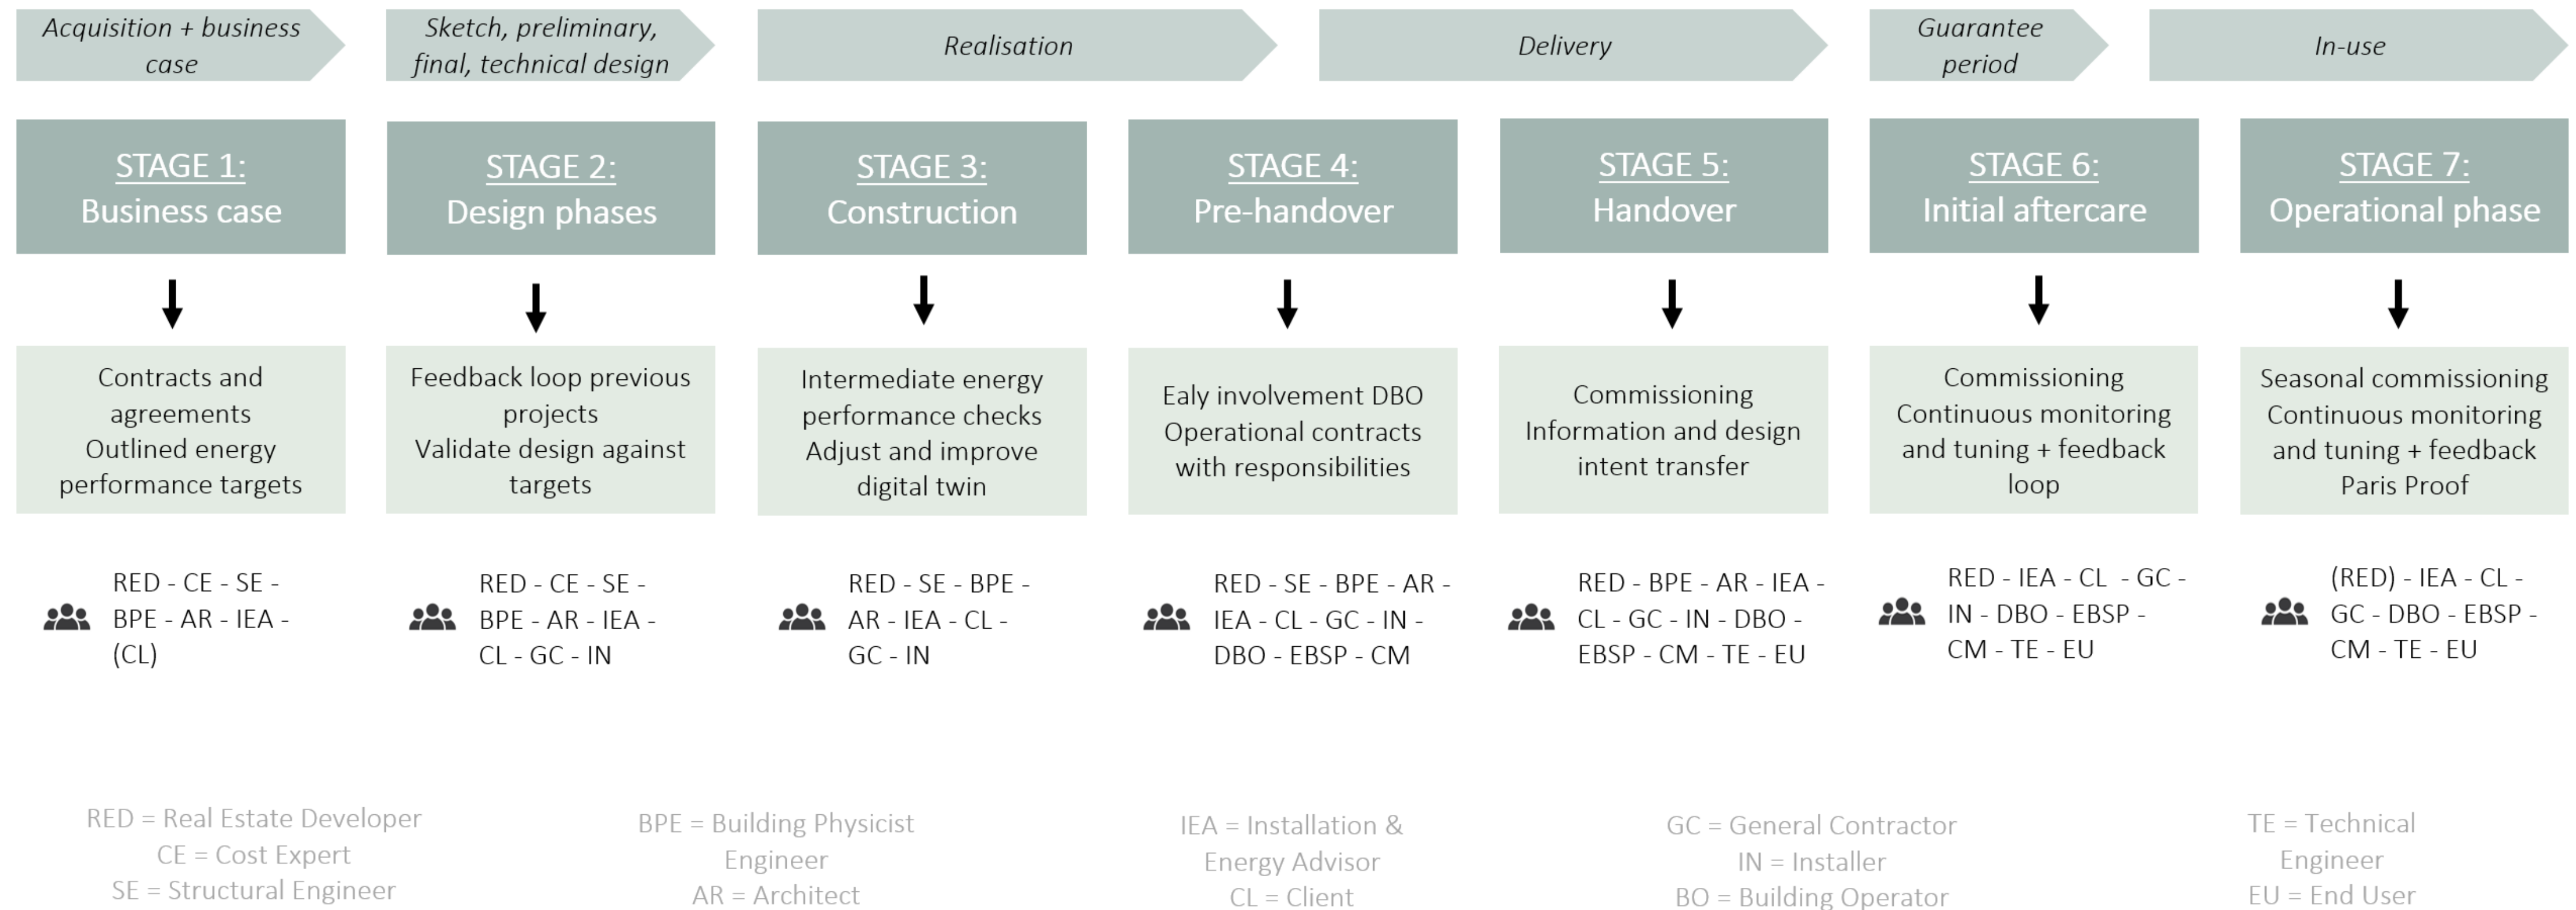 Acquisition + business
case
Sketch, preliminary,
final, technical design
Realisation
Delivery
Guarantee
period
In-use
STAGE 1:
Business case
STAGE 2:
Design phases
STAGE 3:
Construction
STAGE 4:
Pre-handover
STAGE 5:
Handover
STAGE 6:
Initial aftercare
STAGE 7:
Operational phase
Contracts and
agreements
Outlined energy
performance targets
Feedback loop previous
projects
Validate design against
targets
Intermediate energy
performance checks
Adjust and improve
digital twin
Ealy involvement DBO
Operational contracts
with responsibilities
Commissioning
Information and design
intent transfer
Commissioning
Continuous monitoring
and tuning + feedback
loop
Seasonal commissioning
Continuous monitoring
and tuning + feedback
Paris Proof
RED - CE - SE -
BPE - AR - IEA -
(CL)
RED - CE - SE -
BPE - AR - IEA -
CL - GC - IN
RED - SE - BPE -
AR - IEA - CL -
GC - IN
RED - SE - BPE - AR -
IEA - CL - GC - IN -
DBO - EBSP - CM
RED - BPE - AR - IEA -
CL - GC - IN - DBO -
EBSP - CM - TE - EU
RED - IEA - CL - GC -
IN - DBO - EBSP -
CM - TE - EU
(RED) - IEA - CL -
GC - DBO - EBSP -
CM - TE - EU
RED = Real Estate Developer
CE = Cost Expert
SE = Structural Engineer
BPE = Building Physicist
Engineer
AR = Architect
IEA = Installation &
Energy Advisor
CL = Client
GC = General Contractor
IN = Installer
BO = Building Operator
TE = Technical
Engineer
EU = End User